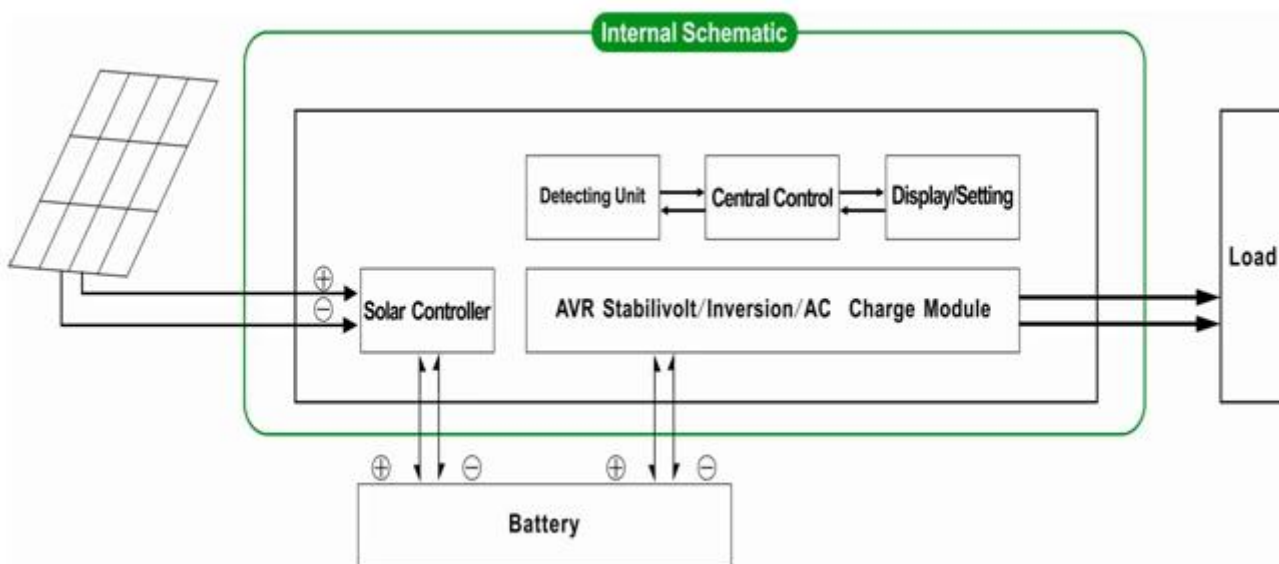 Internal Schematic
Detecting Unit
Central Control
Display/Setting
Load
⊕
⊖
Solar Controller
AVR Stabilivolt/Inversion/AC Charge Module
⊕ ⊖ ⊕ ⊖
Battery